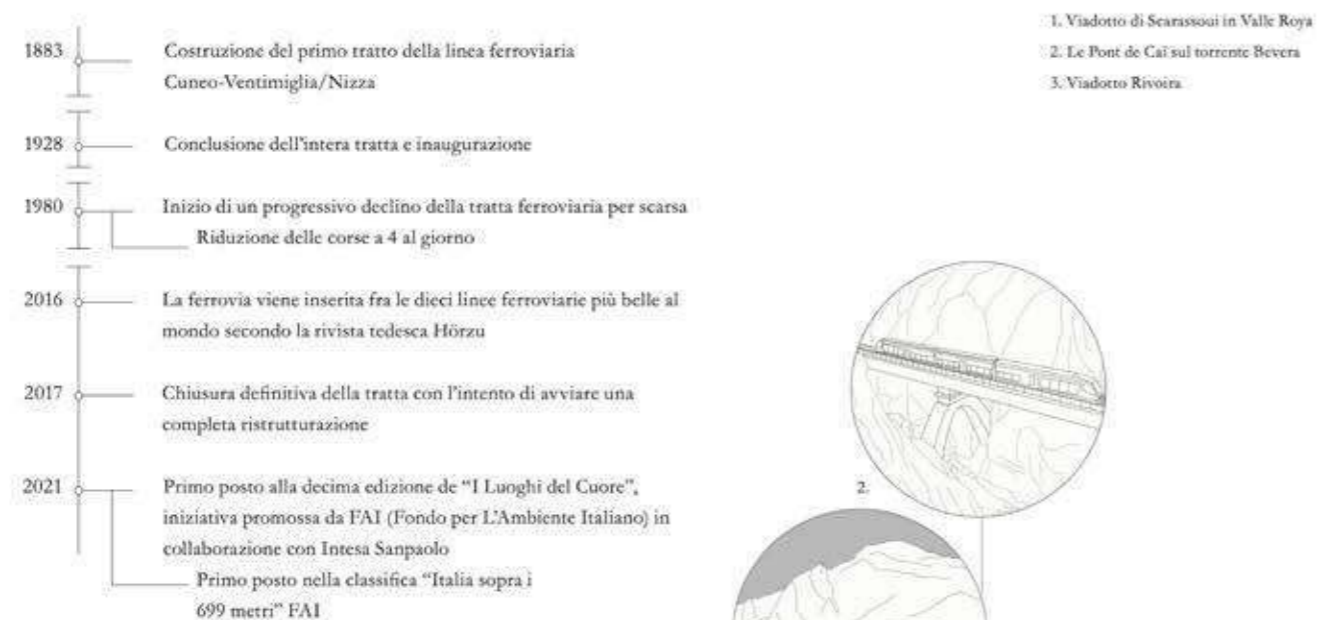 1883
Costruzione del primo tratto della linea ferroviaria
Cuneo-Ventimiglia/Nizza
1928
Conclusione dell'intera tratta e inaugurazione
1980
Inizio di un progressivo declino della tratta ferroviaria per scarsa
Riduzione delle corse a 4 al giorno
2016
La ferrovia viene inserita fra le dieci linee ferroviarie più belle al
mondo secondo la rivista tedesca Hörzu
2017
Chiusura definitiva della tratta con l'intento di avviare una
completa ristrutturazione
2021
Primo posto alla decima edizione de “I Luoghi del Cuore”,
iniziativa promossa da FAI (Fondo per L'Ambiente Italiano) in
collaborazione con Intesa Sanpaolo
Primo posto nella classifica “Italia sopra i
699 metri” FAI
1. Viadotto di Scarassoui in Valle Roya
2. Le Pont de Caï sul torrente Bevera
3. Viadotto Rivoira
2.